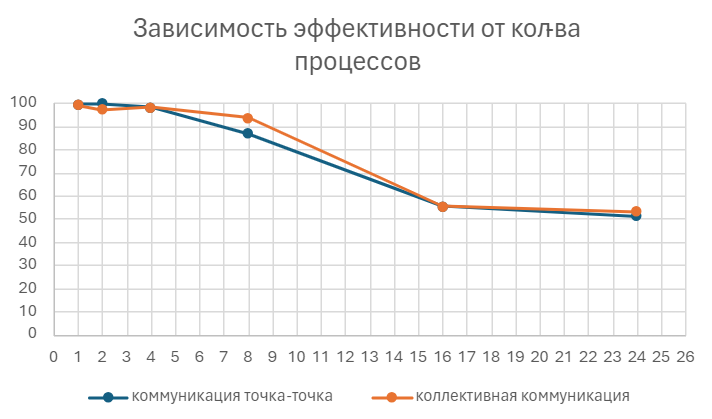 Зависимость эффективности от кол-ва
процессов
100
90
80
70
60
50
40
30
20
10
0
0 1 2 3 4 5 6 7 8 9 10 11 12 13 14 15 16 17 18 19 20 21 22 23 24 25 26
коммуникация точка-точка коллективная коммуникация